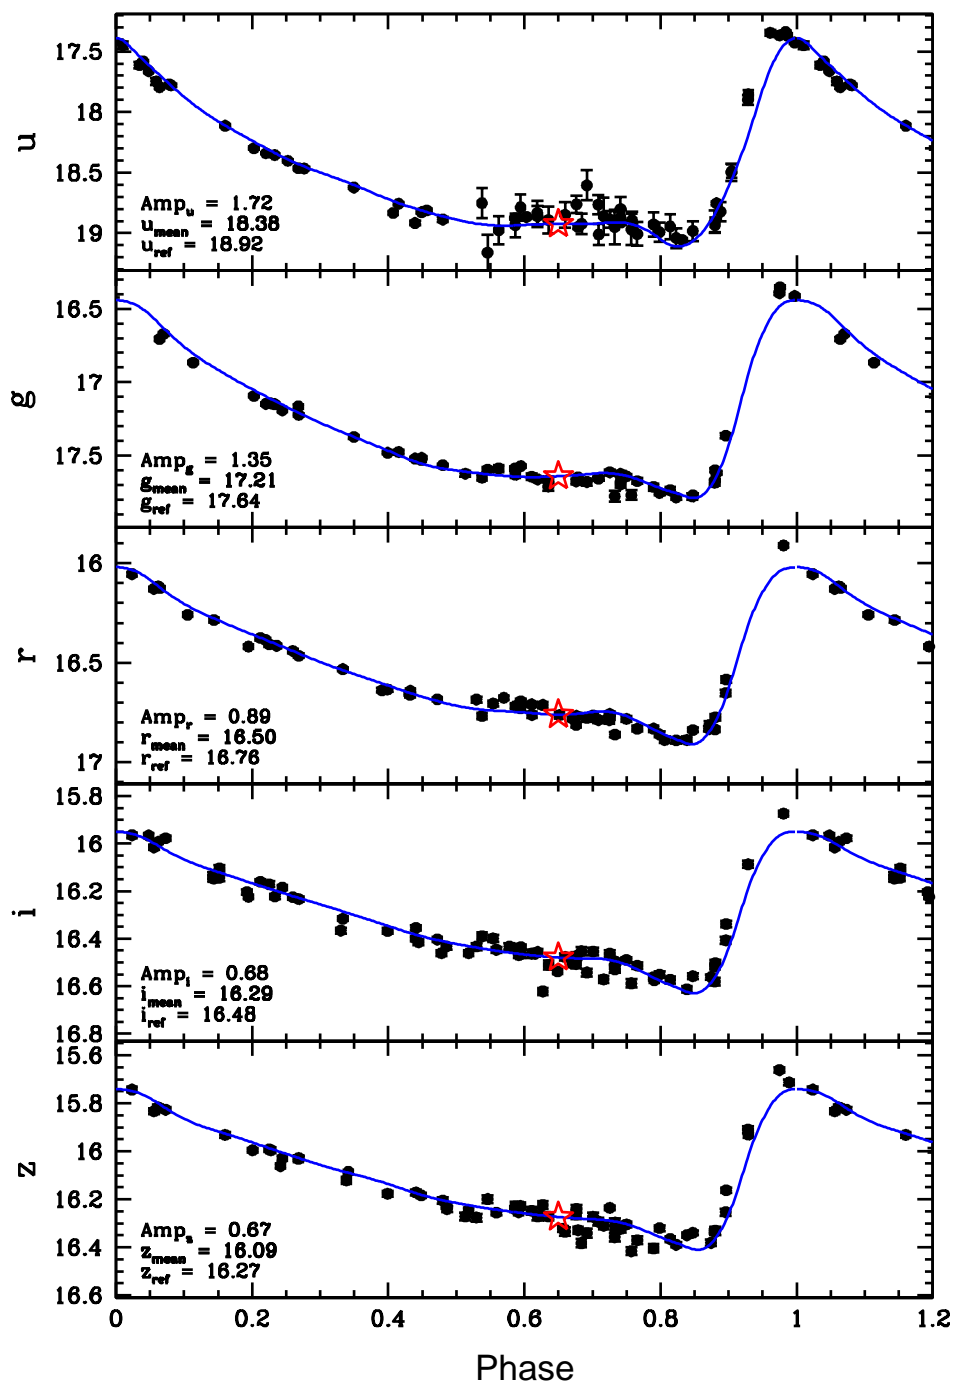 17.5
18
18.5
19
u
Amp_u = 1.72
u_mean = 18.38
u_ref = 18.92
16.5
17
17.5
g
Amp_g = 1.35
g_mean = 17.21
g_ref = 17.64
16
16.5
17
r
Amp_r = 0.89
r_mean = 16.50
r_ref = 16.76
15.8
16
16.2
16.4
16.6
16.8
i
Amp_i = 0.68
i_mean = 16.29
i_ref = 16.48
15.6
15.8
16
16.2
16.4
16.6
z
Amp_z = 0.67
z_mean = 16.09
z_ref = 16.27
0 0.2 0.4 0.6 0.8 1 1.2
Phase